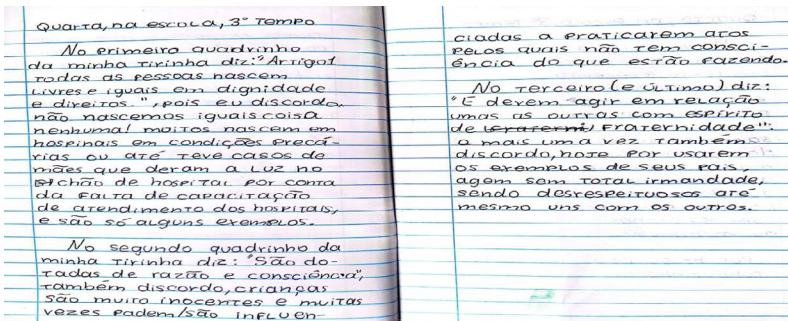 Quarta, na escola, 3° Tempo
No primeiro quadrinho
da minha tirinha diz: "Artigo 1
todas as pessoas nascem
livres e iguais em dignidade
e direitos.", pois eu discordo,
não nascemos iguais coisa
nenhuma! muitos nascem em
hospitais em condições precá-
rias ou até teve casos de
mães que deram a luz no
chão de hospital por conta
da falta de capacitação
de atendimento dos hospitais,
e são só alguns exemplos.
No segundo quadrinho da
minha tirinha diz: "São do-
tadas de razão e consciência",
também discordo, crianças
são muito inocentes e muitas
vezes podem/são influen-
ciadas a praticarem atos
pelos quais não tem consci-
ência do que estão fazendo.
No terceiro (e último) diz:
"E devem agir em relação
umas as outras com espírito
de fraternidade":
o mais uma vez também
discordo, hoje por usarem
os exemplos de seus pais,
agem sem total irmandade,
sendo desrespeituosos até
mesmo uns com os outros.